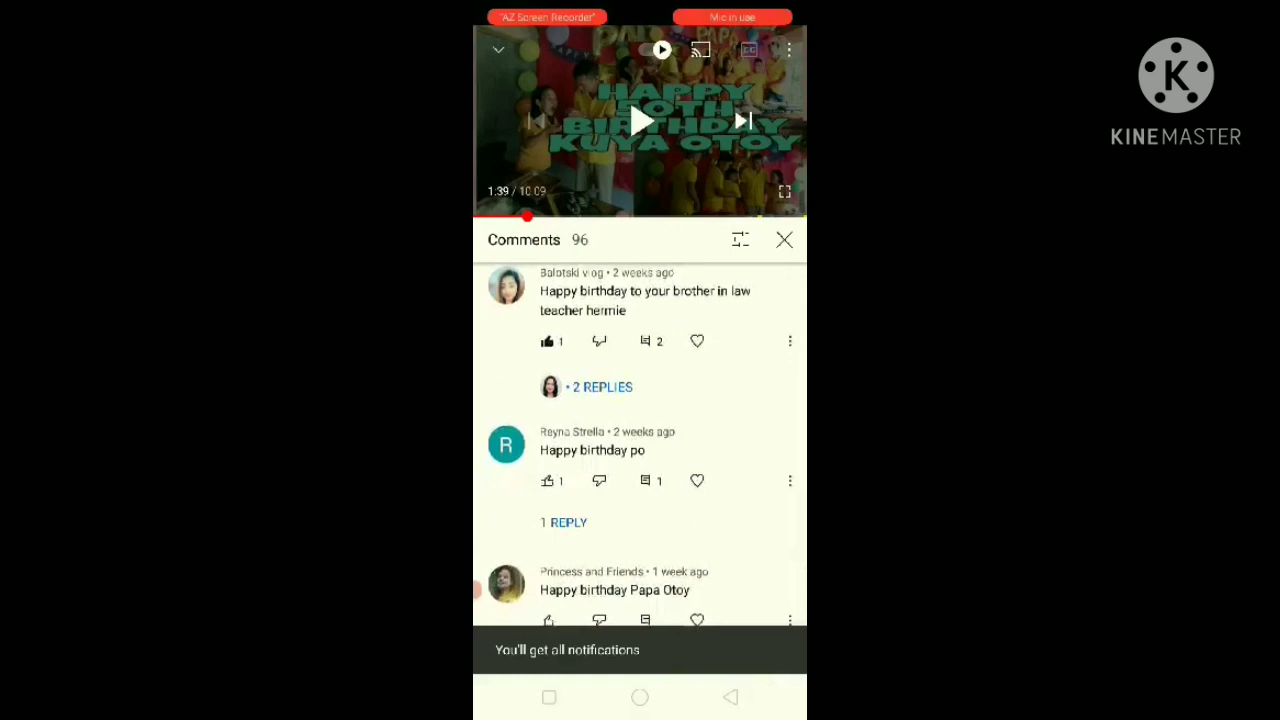 "AZ Screen Recorder"
Mic in use
DAD PAPA
HAPPY
50TH
BIRTHDAY
KUYA OTOY
1:39 / 10:09
Comments 96
Balotski vlog • 2 weeks ago
Happy birthday to your brother in law
teacher hermie
1
2
• 2 REPLIES
R
Reyna Strella • 2 weeks ago
Happy birthday po
1
1
1 REPLY
Princess and Friends • 1 week ago
Happy birthday Papa Otoy
You'll get all notifications
K
KINEMASTER